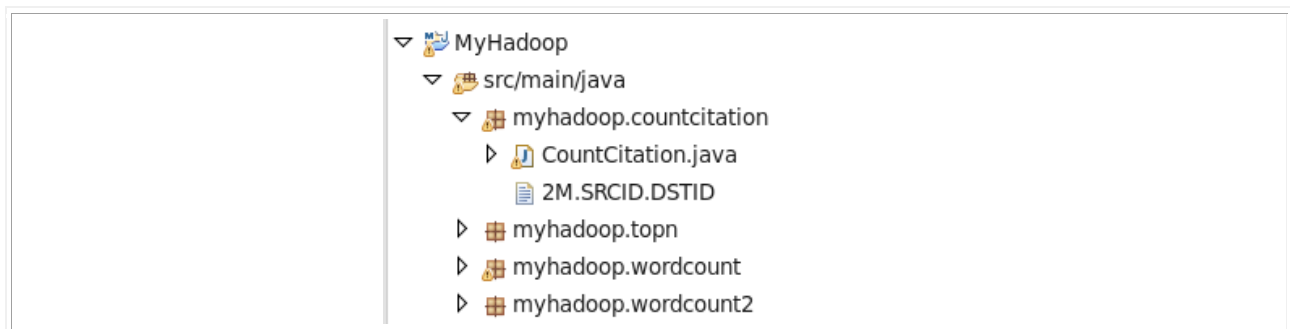 MyHadoop
src/main/java
myhadoop.countcitation
CountCitation.java
2M.SRCID.DSTID
myhadoop.topn
myhadoop.wordcount
myhadoop.wordcount2